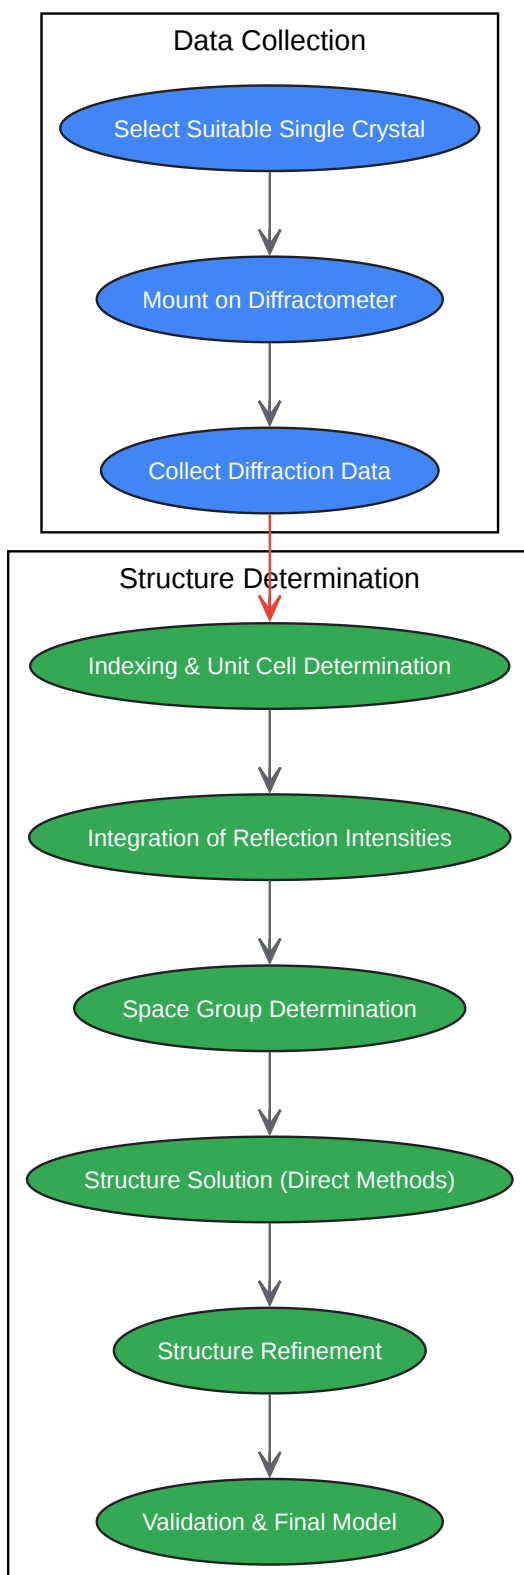 Data Collection
Select Suitable Single Crystal
Mount on Diffractometer
Collect Diffraction Data
Structure Determination
Indexing & Unit Cell Determination
Integration of Reflection Intensities
Space Group Determination
Structure Solution (Direct Methods)
Structure Refinement
Validation & Final Model